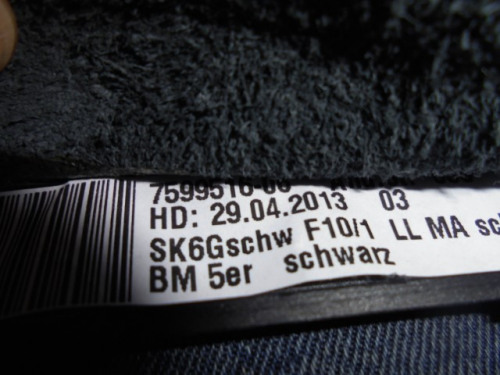 HD: 29.04.2013 03
SK6Gschw F10/1 LL MA
BM 5er schwarz